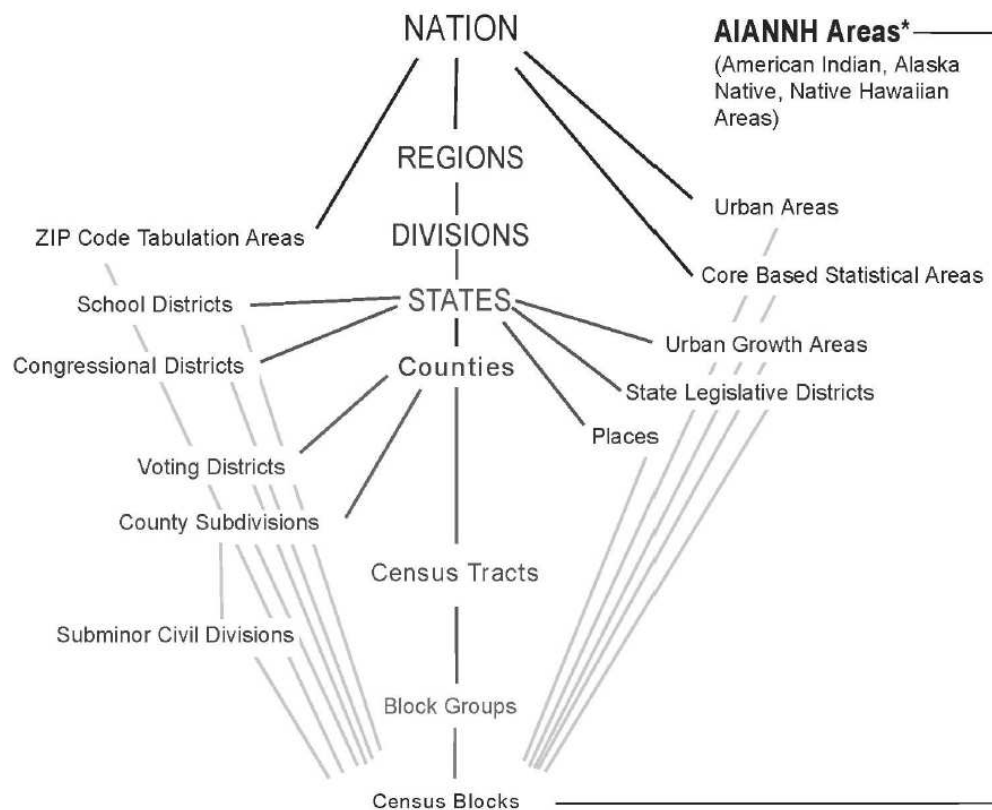 NATION
AIANNH Areas*
(American Indian, Alaska
Native, Native Hawaiian
Areas)
REGIONS
Urban Areas
ZIP Code Tabulation Areas
DIVISIONS
Core Based Statistical Areas
School Districts
STATES
Urban Growth Areas
Congressional Districts
Counties
State Legislative Districts
Places
Voting Districts
County Subdivisions
Census Tracts
Subminor Civil Divisions
Block Groups
Census Blocks